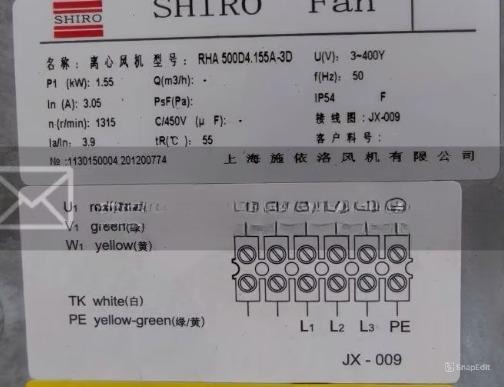 SHIRO
SHIRO Fan
名称：离心风机 型号：RHA 500D4.155A-3D U(V): 3~400Y
P1 (kW): 1.55 Q(m3/h): - f(Hz): 50
In (A): 3.05 PsF(Pa): IP54 F
n (r/min): 1315 C/450V (μF): - 接线图：JX-009
Ia/In: 3.9 tR(℃): 55 客户料号：
№ :1130150004 201200774 上海施依洛风机有限公司
U1
V1 green(绿)
W1 yellow(黄)
TK white(白)
PE yellow-green(绿/黄)
L1 L2 L3 PE
JX - 009
SnapEdit